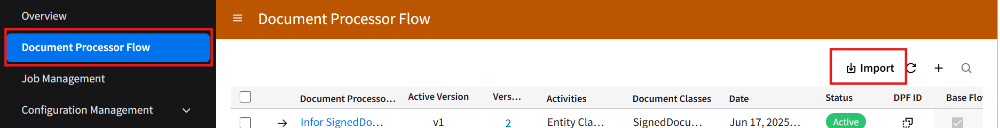 Overview
Document Processor Flow
Job Management
Configuration Management
Document Processor Flow
Import
Document Processo... Active Version Vers... Activities Document Classes Date Status DPF ID Base Flo
Infor SignedDo... v1 2 Entity Cla... SignedDocu... Jun 17, 2025... Active